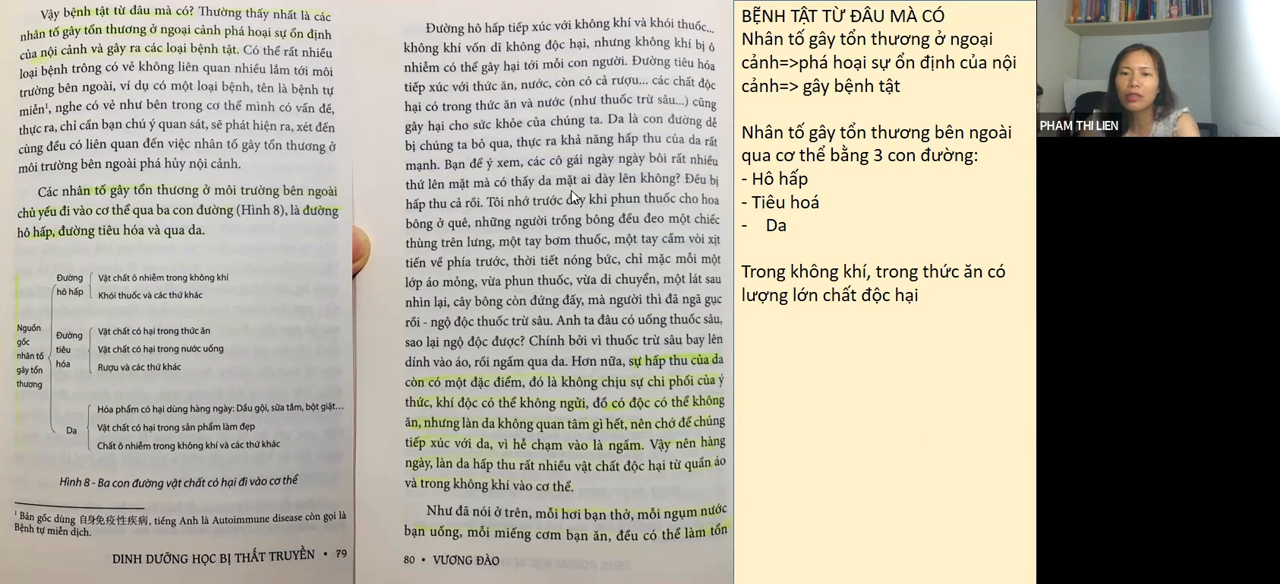 Vậy bệnh tật từ đâu mà có? Thường thấy nhất là các
nhân tố gây tổn thương ở ngoại cảnh phá hoại sự ổn định
của nội cảnh và gây ra các loại bệnh tật. Có thể rất nhiều
loại bệnh trông có vẻ không liên quan nhiều lắm tới môi
trường bên ngoài, ví dụ có một loại bệnh, tên là bệnh tự
miễn¹, nghe có vẻ như bên trong cơ thể mình có vấn đề,
thực ra, chỉ cần bạn chú ý quan sát, sẽ phát hiện ra, xét đến
cùng đều có liên quan đến việc nhân tố gây tổn thương ở
môi trường bên ngoài phá hủy nội cảnh.
Các nhân tố gây tổn thương ở môi trường bên ngoài
chủ yếu đi vào cơ thể qua ba con đường (Hình 8), là đường
hô hấp, đường tiêu hóa và qua da.
Nguồn
gốc
nhân tố
gây tổn
thương
Đường
hô hấp
Vật chất ô nhiễm trong không khí
Khói thuốc và các thứ khác
Đường
tiêu
hóa
Vật chất có hại trong thức ăn
Vật chất có hại trong nước uống
Rượu và các thứ khác
Da
Hóa phẩm có hại dùng hàng ngày: Dầu gội, sữa tắm, bột giặt...
Vật chất có hại trong sản phẩm làm đẹp
Chất ô nhiễm trong không khí và các thứ khác
Hình 8 - Ba con đường vật chất có hại đi vào cơ thể
¹ Bản gốc dùng 自身免疫性疾病, tiếng Anh là Autoimmune disease còn gọi là
Bệnh tự miễn dịch.
DINH DƯỠNG HỌC BỊ THẤT TRUYỀN • 79
Đường hô hấp tiếp xúc với không khí và khói thuốc...
không khí vốn dĩ không độc hại, nhưng không khí bị ô
nhiễm có thể gây hại tới mỗi con người. Đường tiêu hóa
tiếp xúc với thức ăn, nước, còn có cả rượu... các chất độc
hại có trong thức ăn và nước (như thuốc trừ sâu...) cũng
gây hại cho sức khỏe của chúng ta. Da là con đường dễ
bị chúng ta bỏ qua, thực ra khả năng hấp thu của da rất
mạnh. Bạn để ý xem, các cô gái ngày ngày bôi rất nhiều
thứ lên mặt mà có thấy da mặt ai dày lên không? Đều bị
hấp thu cả rồi. Tôi nhớ trước đây khi phun thuốc cho hoa
bông ở quê, những người trồng bông đều đeo một chiếc
thùng trên lưng, một tay bơm thuốc, một tay cầm vòi xịt
tiến về phía trước, thời tiết nóng bức, chỉ mặc mỗi một
lớp áo mỏng, vừa phun thuốc, vừa di chuyển, một lát sau
nhìn lại, cây bông còn đứng đấy, mà người thì đã ngã gục
rồi - ngộ độc thuốc trừ sâu. Anh ta đâu có uống thuốc sâu,
sao lại ngộ độc được? Chính bởi vì thuốc trừ sâu bay lên
dính vào áo, rồi ngấm qua da. Hơn nữa, sự hấp thu của da
còn có một đặc điểm, đó là không chịu sự chi phối của ý
thức, khí độc có thể không ngửi, đồ có độc có thể không
ăn, nhưng làn da không quan tâm gì hết, nên chớ để chúng
tiếp xúc với da, vì hễ chạm vào là ngấm. Vậy nên hàng
ngày, làn da hấp thu rất nhiều vật chất độc hại từ quần áo
và trong không khí vào cơ thể.
Như đã nói ở trên, mỗi hơi bạn thở, mỗi ngụm nước
bạn uống, mỗi miếng cơm bạn ăn, đều có thể làm tổn
80 • VƯƠNG ĐÀO
BỆNH TẬT TỪ ĐÂU MÀ CÓ
Nhân tố gây tổn thương ở ngoại
cảnh=>phá hoại sự ổn định của nội
cảnh=> gây bệnh tật
Nhân tố gây tổn thương bên ngoài
qua cơ thể bằng 3 con đường:
- Hô hấp
- Tiêu hoá
- Da
Trong không khí, trong thức ăn có
lượng lớn chất độc hại
PHAM THI LIEN